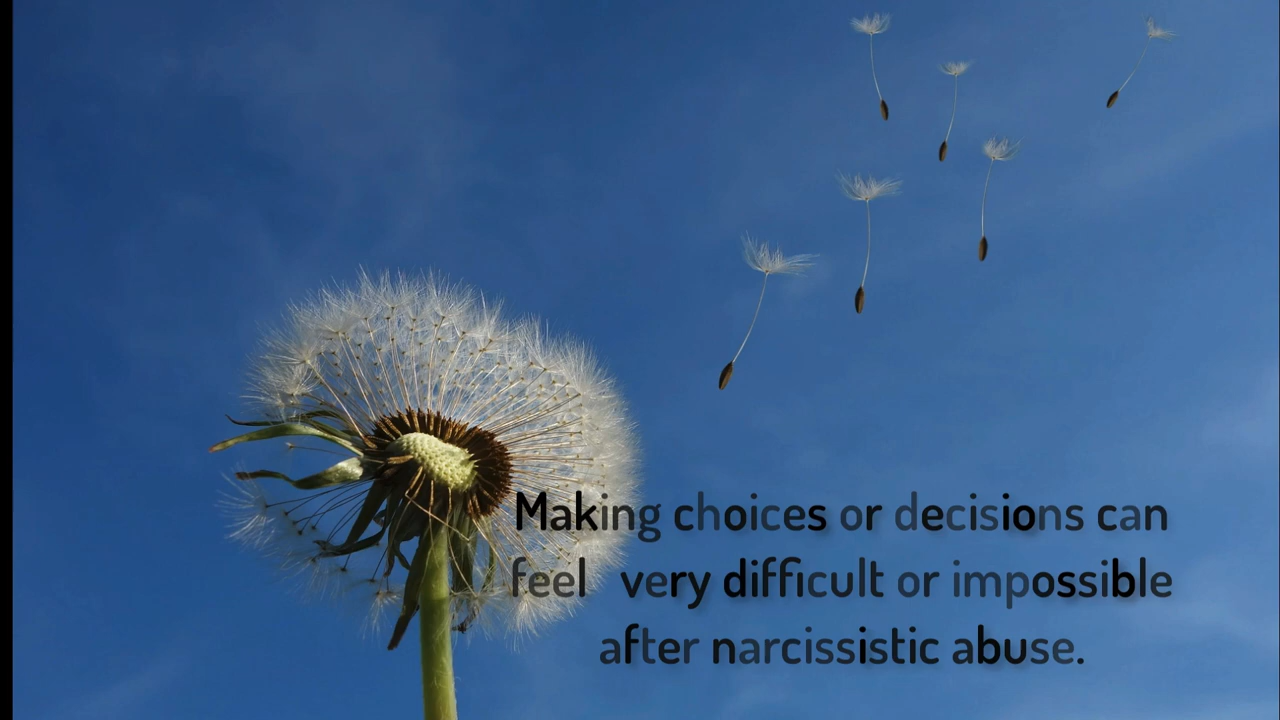 Making choices or decisions can
feel very difficult or impossible
after narcissistic abuse.